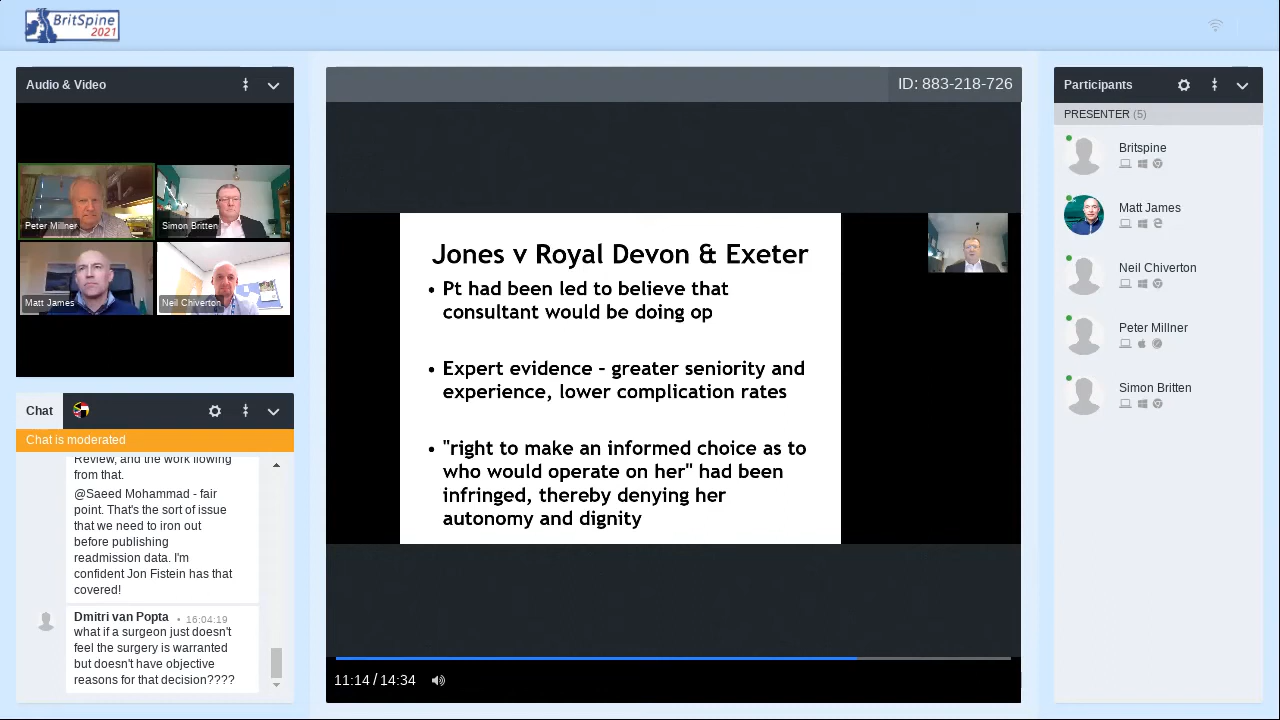 BritSpine
2021
Audio & Video
Peter Millner
Simon Britten
Matt James
Neil Chiverton
Chat
Chat is moderated
Review, and the work flowing
from that.
@Saeed Mohammad - fair
point. That's the sort of issue
that we need to iron out
before publishing
readmission data. I'm
confident Jon Fistein has that
covered!
Dmitri van Popta • 16:04:19
what if a surgeon just doesn't
feel the surgery is warranted
but doesn't have objective
reasons for that decision????
ID: 883-218-726
Jones v Royal Devon & Exeter
• Pt had been led to believe that
consultant would be doing op
• Expert evidence – greater seniority and
experience, lower complication rates
• "right to make an informed choice as to
who would operate on her" had been
infringed, thereby denying her
autonomy and dignity
11:14 / 14:34
Participants
PRESENTER (5)
Britspine
Matt James
Neil Chiverton
Peter Millner
Simon Britten